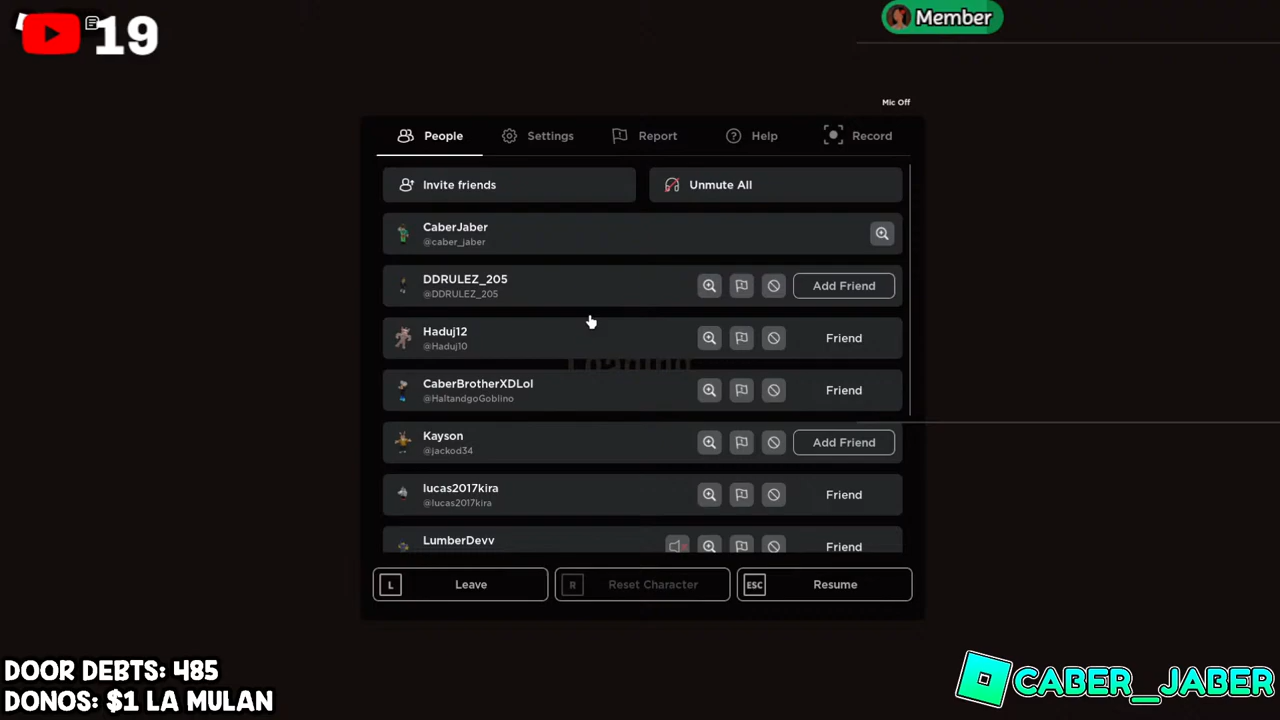 19
Member
Mic Off
People
Settings
Report
Help
Record
Invite friends
Unmute All
CaberJaber
@caber_jaber
DDRULEZ_205
@DDRULEZ_205
Add Friend
Haduj12
@Haduj10
Friend
Loading
CaberBrotherXDLol
@HaltandgoGoblino
Friend
Kayson
@jackod34
Add Friend
lucas2017kira
@lucas2017kira
Friend
LumberDevv
Friend
L Leave
R Reset Character
ESC Resume
DOOR DEBTS: 485
DONOS: $1 LA MULAN
CABER_JABER